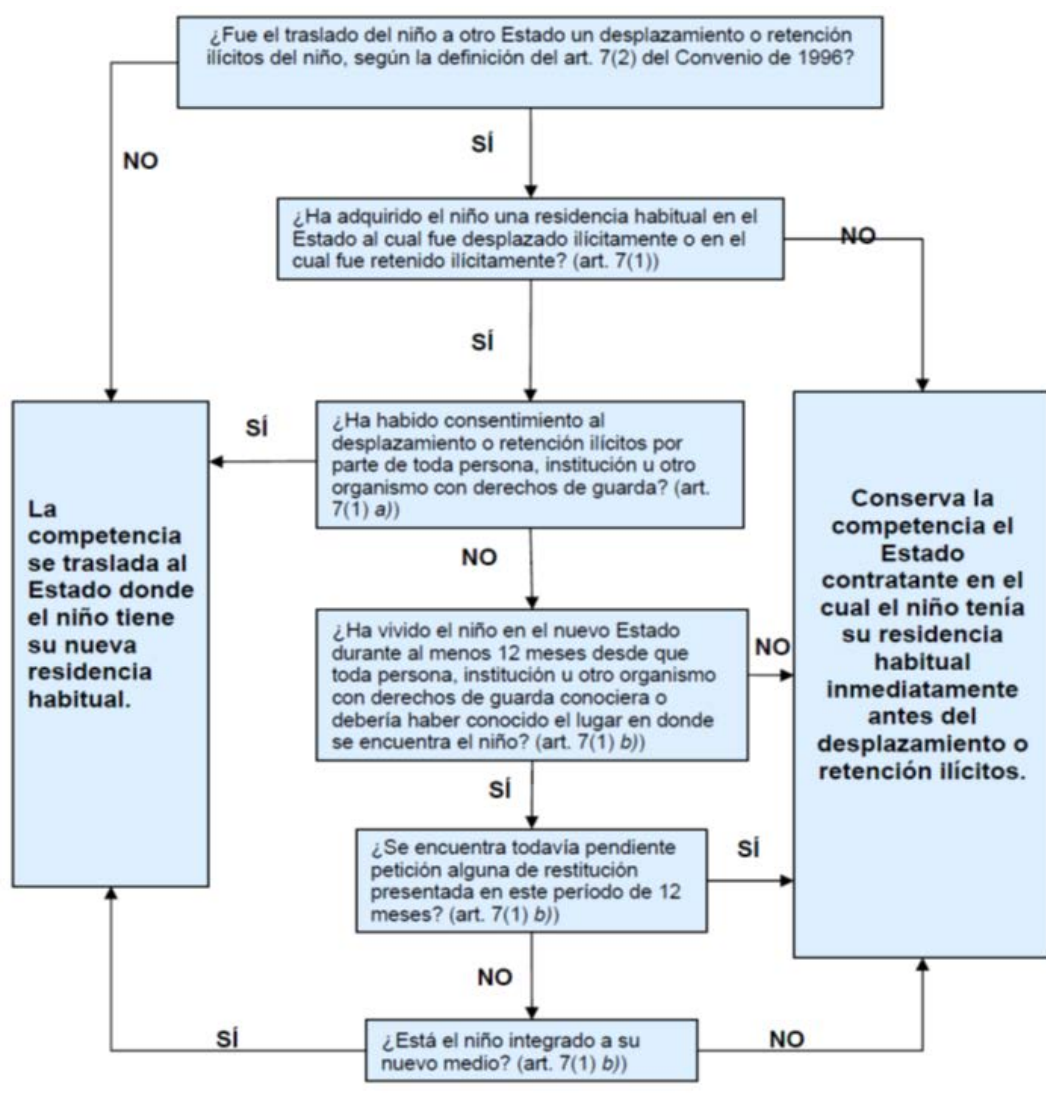 ¿Fue el traslado del niño a otro Estado un desplazamiento o retención
ilícitos del niño, según la definición del art. 7(2) del Convenio de 1996?
NO
SÍ
¿Ha adquirido el niño una residencia habitual en el
Estado al cual fue desplazado ilícitamente o en el
cual fue retenido ilícitamente? (art. 7(1))
NO
SÍ
¿Ha habido consentimiento al
desplazamiento o retención ilícitos por
parte de toda persona, institución u otro
organismo con derechos de guarda? (art.
7(1) a))
SÍ
La
competencia
se traslada al
Estado donde
el niño tiene
su nueva
residencia
habitual.
Conserva la
competencia el
Estado
contratante en el
cual el niño tenía
su residencia
habitual
inmediatamente
antes del
desplazamiento o
retención ilícitos.
NO
¿Ha vivido el niño en el nuevo Estado
durante al menos 12 meses desde que
toda persona, institución u otro organismo
con derechos de guarda conociera o
debería haber conocido el lugar en donde
se encuentra el niño? (art. 7(1) b))
NO
SÍ
¿Se encuentra todavía pendiente
petición alguna de restitución
presentada en este período de 12
meses? (art. 7(1) b))
SÍ
NO
¿Está el niño integrado a su
nuevo medio? (art. 7(1) b))
SÍ
NO